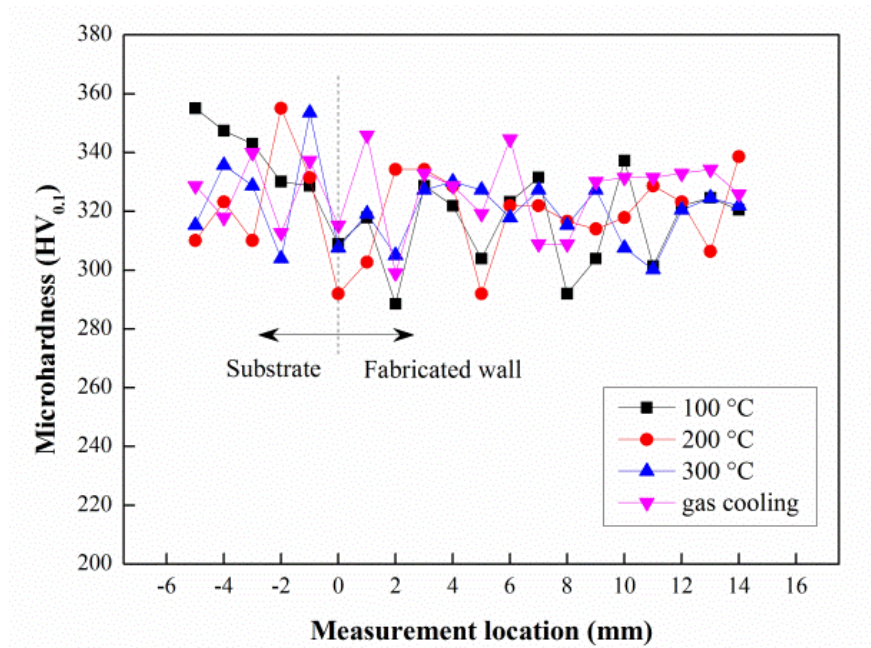 380
360
340
320
300
280
260
240
220
200
Microhardness (HV0.1)
Substrate
Fabricated wall
100 °C
200 °C
300 °C
gas cooling
-6 -4 -2 0 2 4 6 8 10 12 14 16
Measurement location (mm)